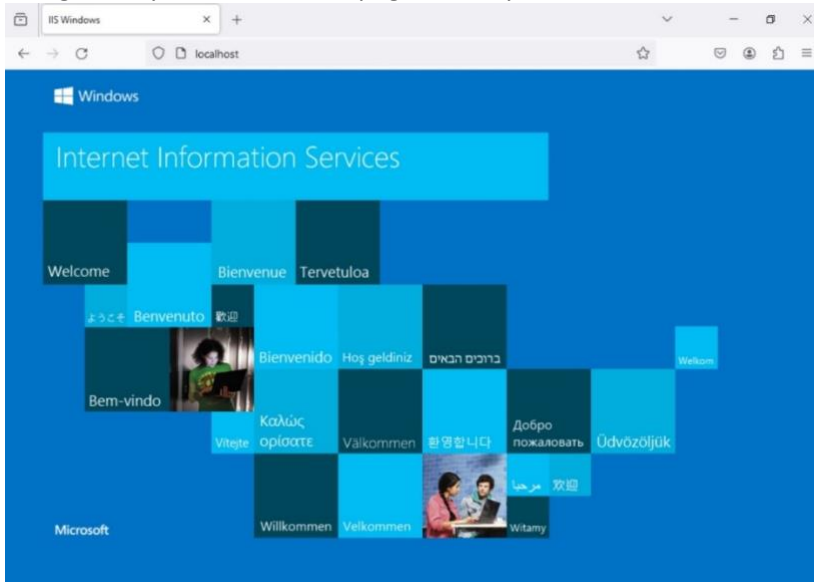 IIS Windows
localhost
Windows
Internet Information Services
Welcome
Bienvenue
Tervetuloa
ようこそ
Benvenuto
歡迎
Bienvenido
Hoş geldiniz
ברוכים הבאים
Welkom
Bem-vindo
Vítejte
Καλώς
ορίσατε
Välkommen
환영합니다
Добро
пожаловать
Üdvözöljük
مرحبا
欢迎
Microsoft
Willkommen
Velkommen
Witamy